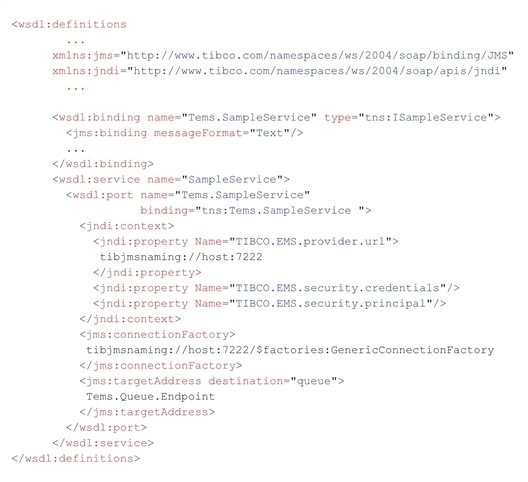 <wsdl:definitions
...
xmlns:jms="http://www.tibco.com/namespaces/ws/2004/soap/binding/JMS"
xmlns:jndi="http://www.tibco.com/namespaces/ws/2004/soap/apis/jndi"
...
<wsdl:binding name="Tems.SampleService" type="tns:ISampleService">
<jms:binding messageFormat="Text"/>
...
</wsdl:binding>
<wsdl:service name="SampleService">
<wsdl:port name="Tems.SampleService"
binding="tns:Tems.SampleService ">
<jndi:context>
<jndi:property Name="TIBCO.EMS.provider.url">
tibjmsnaming://host:7222
</jndi:property>
<jndi:property Name="TIBCO.EMS.security.credentials"/>
<jndi:property Name="TIBCO.EMS.security.principal"/>
</jndi:context>
<jms:connectionFactory>
tibjmsnaming://host:7222/$factories:GenericConnectionFactory
</jms:connectionFactory>
<jms:targetAddress destination="queue">
Tems.Queue.Endpoint
</jms:targetAddress>
</wsdl:port>
</wsdl:service>
</wsdl:definitions>